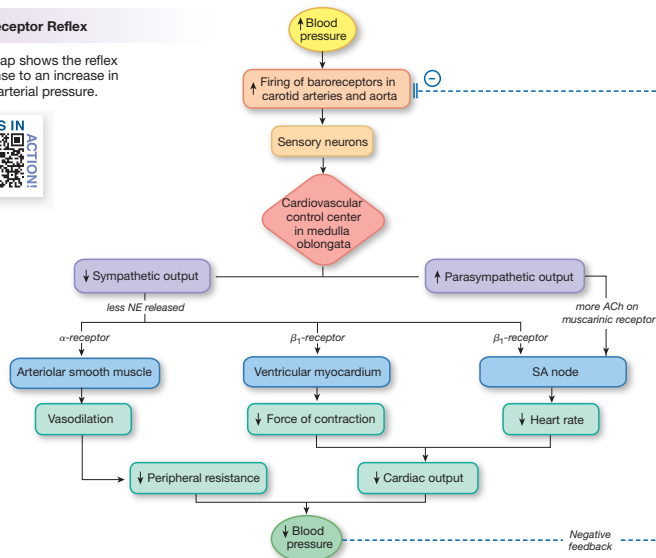 eceptor Reflex
ap shows the reflex
nse to an increase in
arterial pressure.
S IN
ACTION!
↑ Blood
pressure
↑ Firing of baroreceptors in
carotid arteries and aorta
−
Sensory neurons
Cardiovascular
control center
in medulla
oblongata
↓ Sympathetic output
↑ Parasympathetic output
less NE released
more ACh on
muscarinic receptor
α-receptor
β₁-receptor
β₁-receptor
Arteriolar smooth muscle
Ventricular myocardium
SA node
Vasodilation
↓ Force of contraction
↓ Heart rate
↓ Peripheral resistance
↓ Cardiac output
↓ Blood
pressure
Negative
feedback